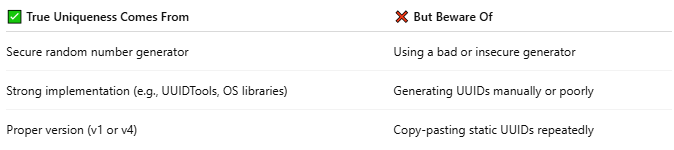 ✅ True Uniqueness Comes From ❌ But Beware Of
Secure random number generator Using a bad or insecure generator
Strong implementation (e.g., UUIDTools, OS libraries) Generating UUIDs manually or poorly
Proper version (v1 or v4) Copy-pasting static UUIDs repeatedly